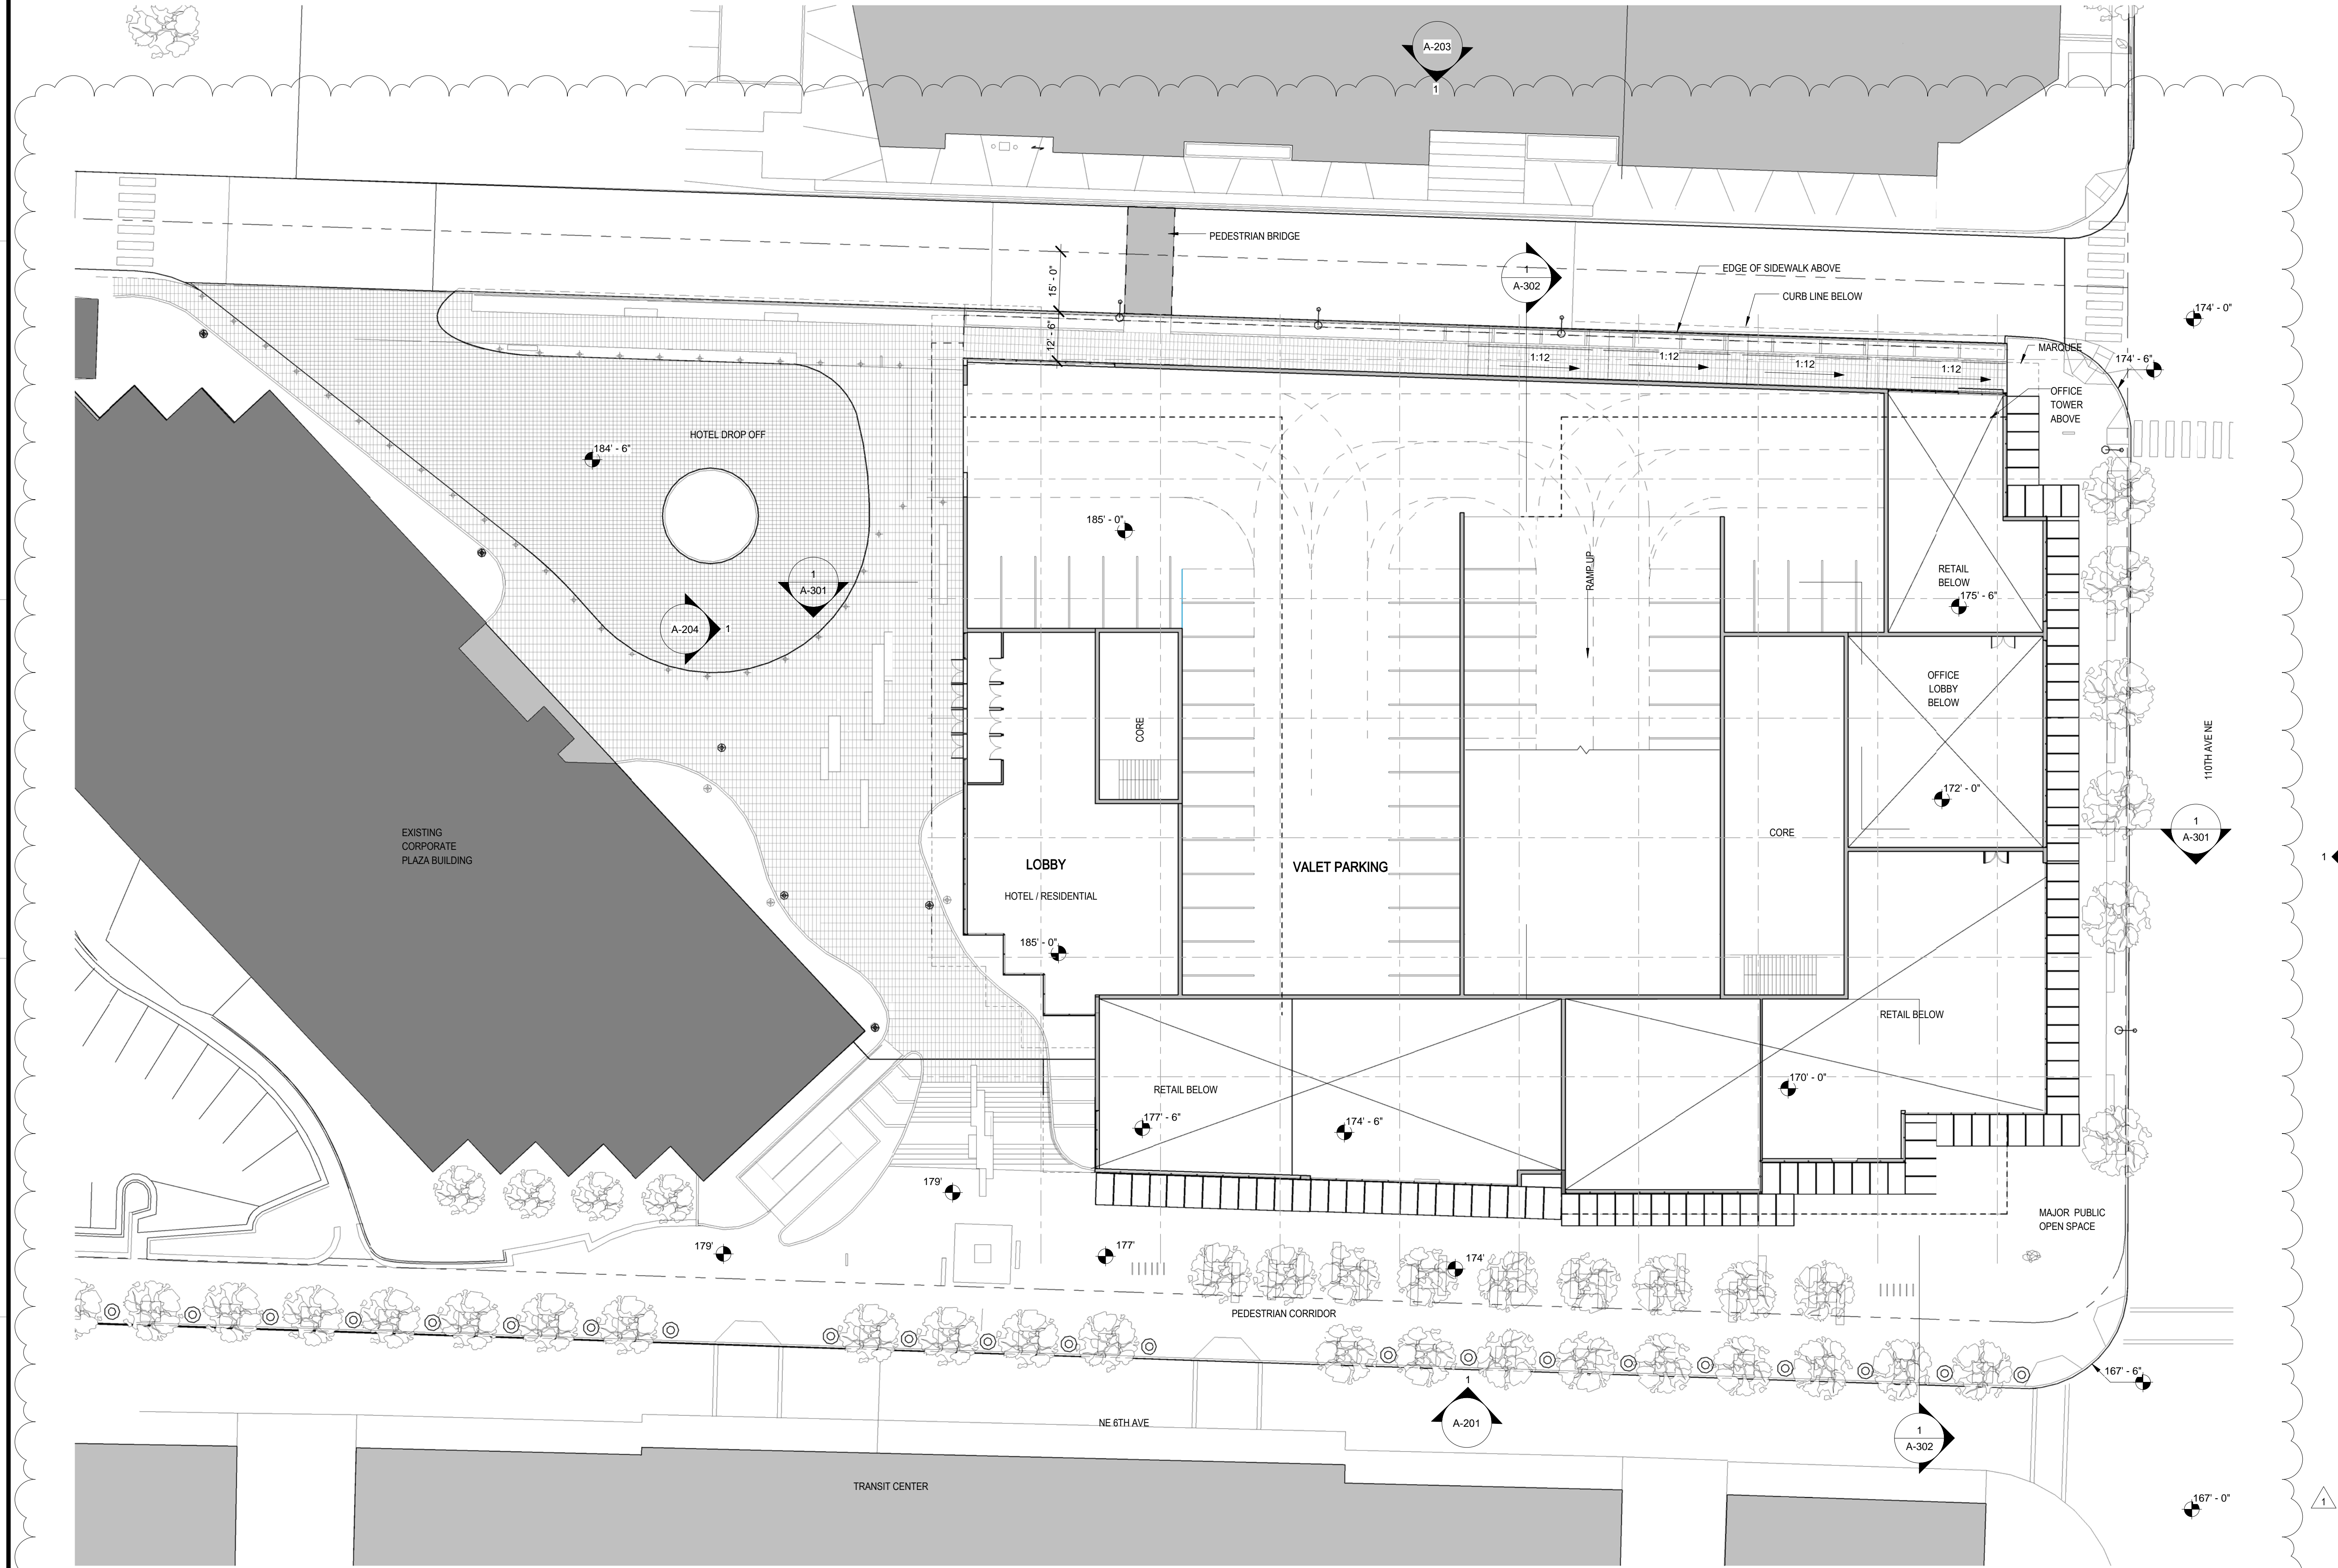 A-203
1
PEDESTRIAN BRIDGE
15' - 0"
12' - 6"
1
A-302
EDGE OF SIDEWALK ABOVE
CURB LINE BELOW
174' - 0"
MARQUEE
174' - 6"
1:12
1:12
1:12
1:12
OFFICE
TOWER
ABOVE
HOTEL DROP OFF
184' - 6"
185' - 0"
RAMP UP
1
A-301
A-204
1
RETAIL
BELOW
175' - 6"
OFFICE
LOBBY
BELOW
172' - 0"
110TH AVE NE
CORE
CORE
EXISTING
CORPORATE
PLAZA BUILDING
LOBBY
HOTEL / RESIDENTIAL
185' - 0"
VALET PARKING
1
A-301
1
RETAIL BELOW
170' - 0"
RETAIL BELOW
177' - 6"
174' - 6"
179'
179'
177'
174'
MAJOR PUBLIC
OPEN SPACE
PEDESTRIAN CORRIDOR
167' - 6"
1
A-201
NE 6TH AVE
1
A-302
TRANSIT CENTER
167' - 0"
1